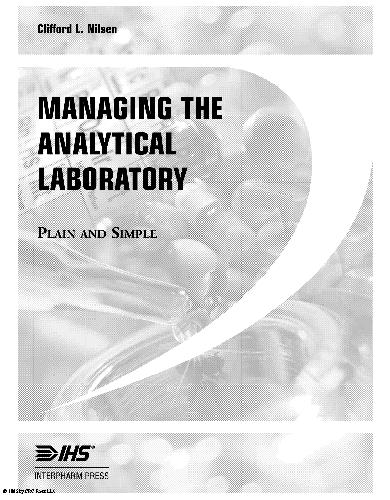 Clifford L. Nilsen
MANAGING THE
ANALYTICAL
LABORATORY
PLAIN AND SIMPLE
IHS®
INTERPHARM PRESS